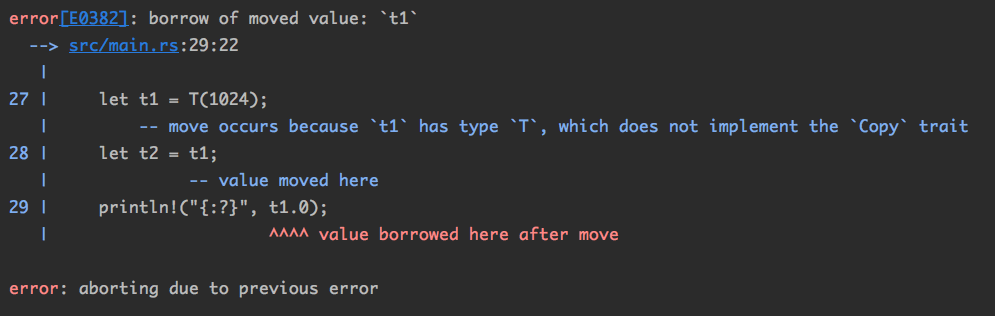 error[E0382]: borrow of moved value: `t1`
--> src/main.rs:29:22
|
27 | let t1 = T(1024);
| -- move occurs because `t1` has type `T`, which does not implement the `Copy` trait
28 | let t2 = t1;
| -- value moved here
29 | println!("{:?}", t1.0);
| ^^^^ value borrowed here after move
error: aborting due to previous error